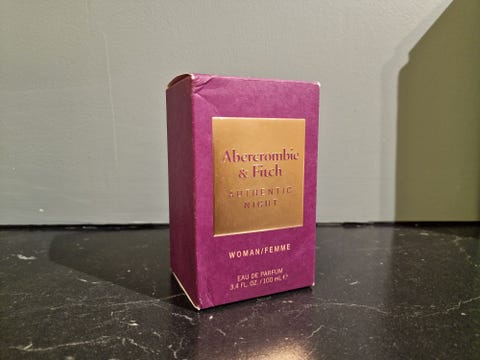 Abercrombie
& Fitch
AUTHENTIC
NIGHT
WOMAN/FEMME
EAU DE PARFUM
3.4 FL. OZ. / 100 mL ℮